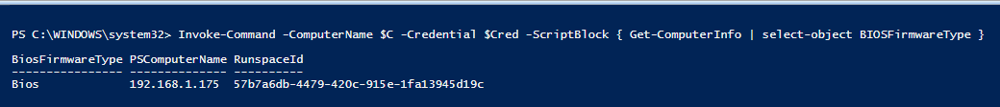 PS C:\WINDOWS\system32> Invoke-Command -ComputerName $C -Credential $Cred -ScriptBlock { Get-ComputerInfo | select-object BIOSFirmwareType }
BiosFirmwareType PSComputerName RunspaceId
---------------- -------------- ----------
Bios             192.168.1.175  57b7a6db-4479-420c-915e-1fa13945d19c